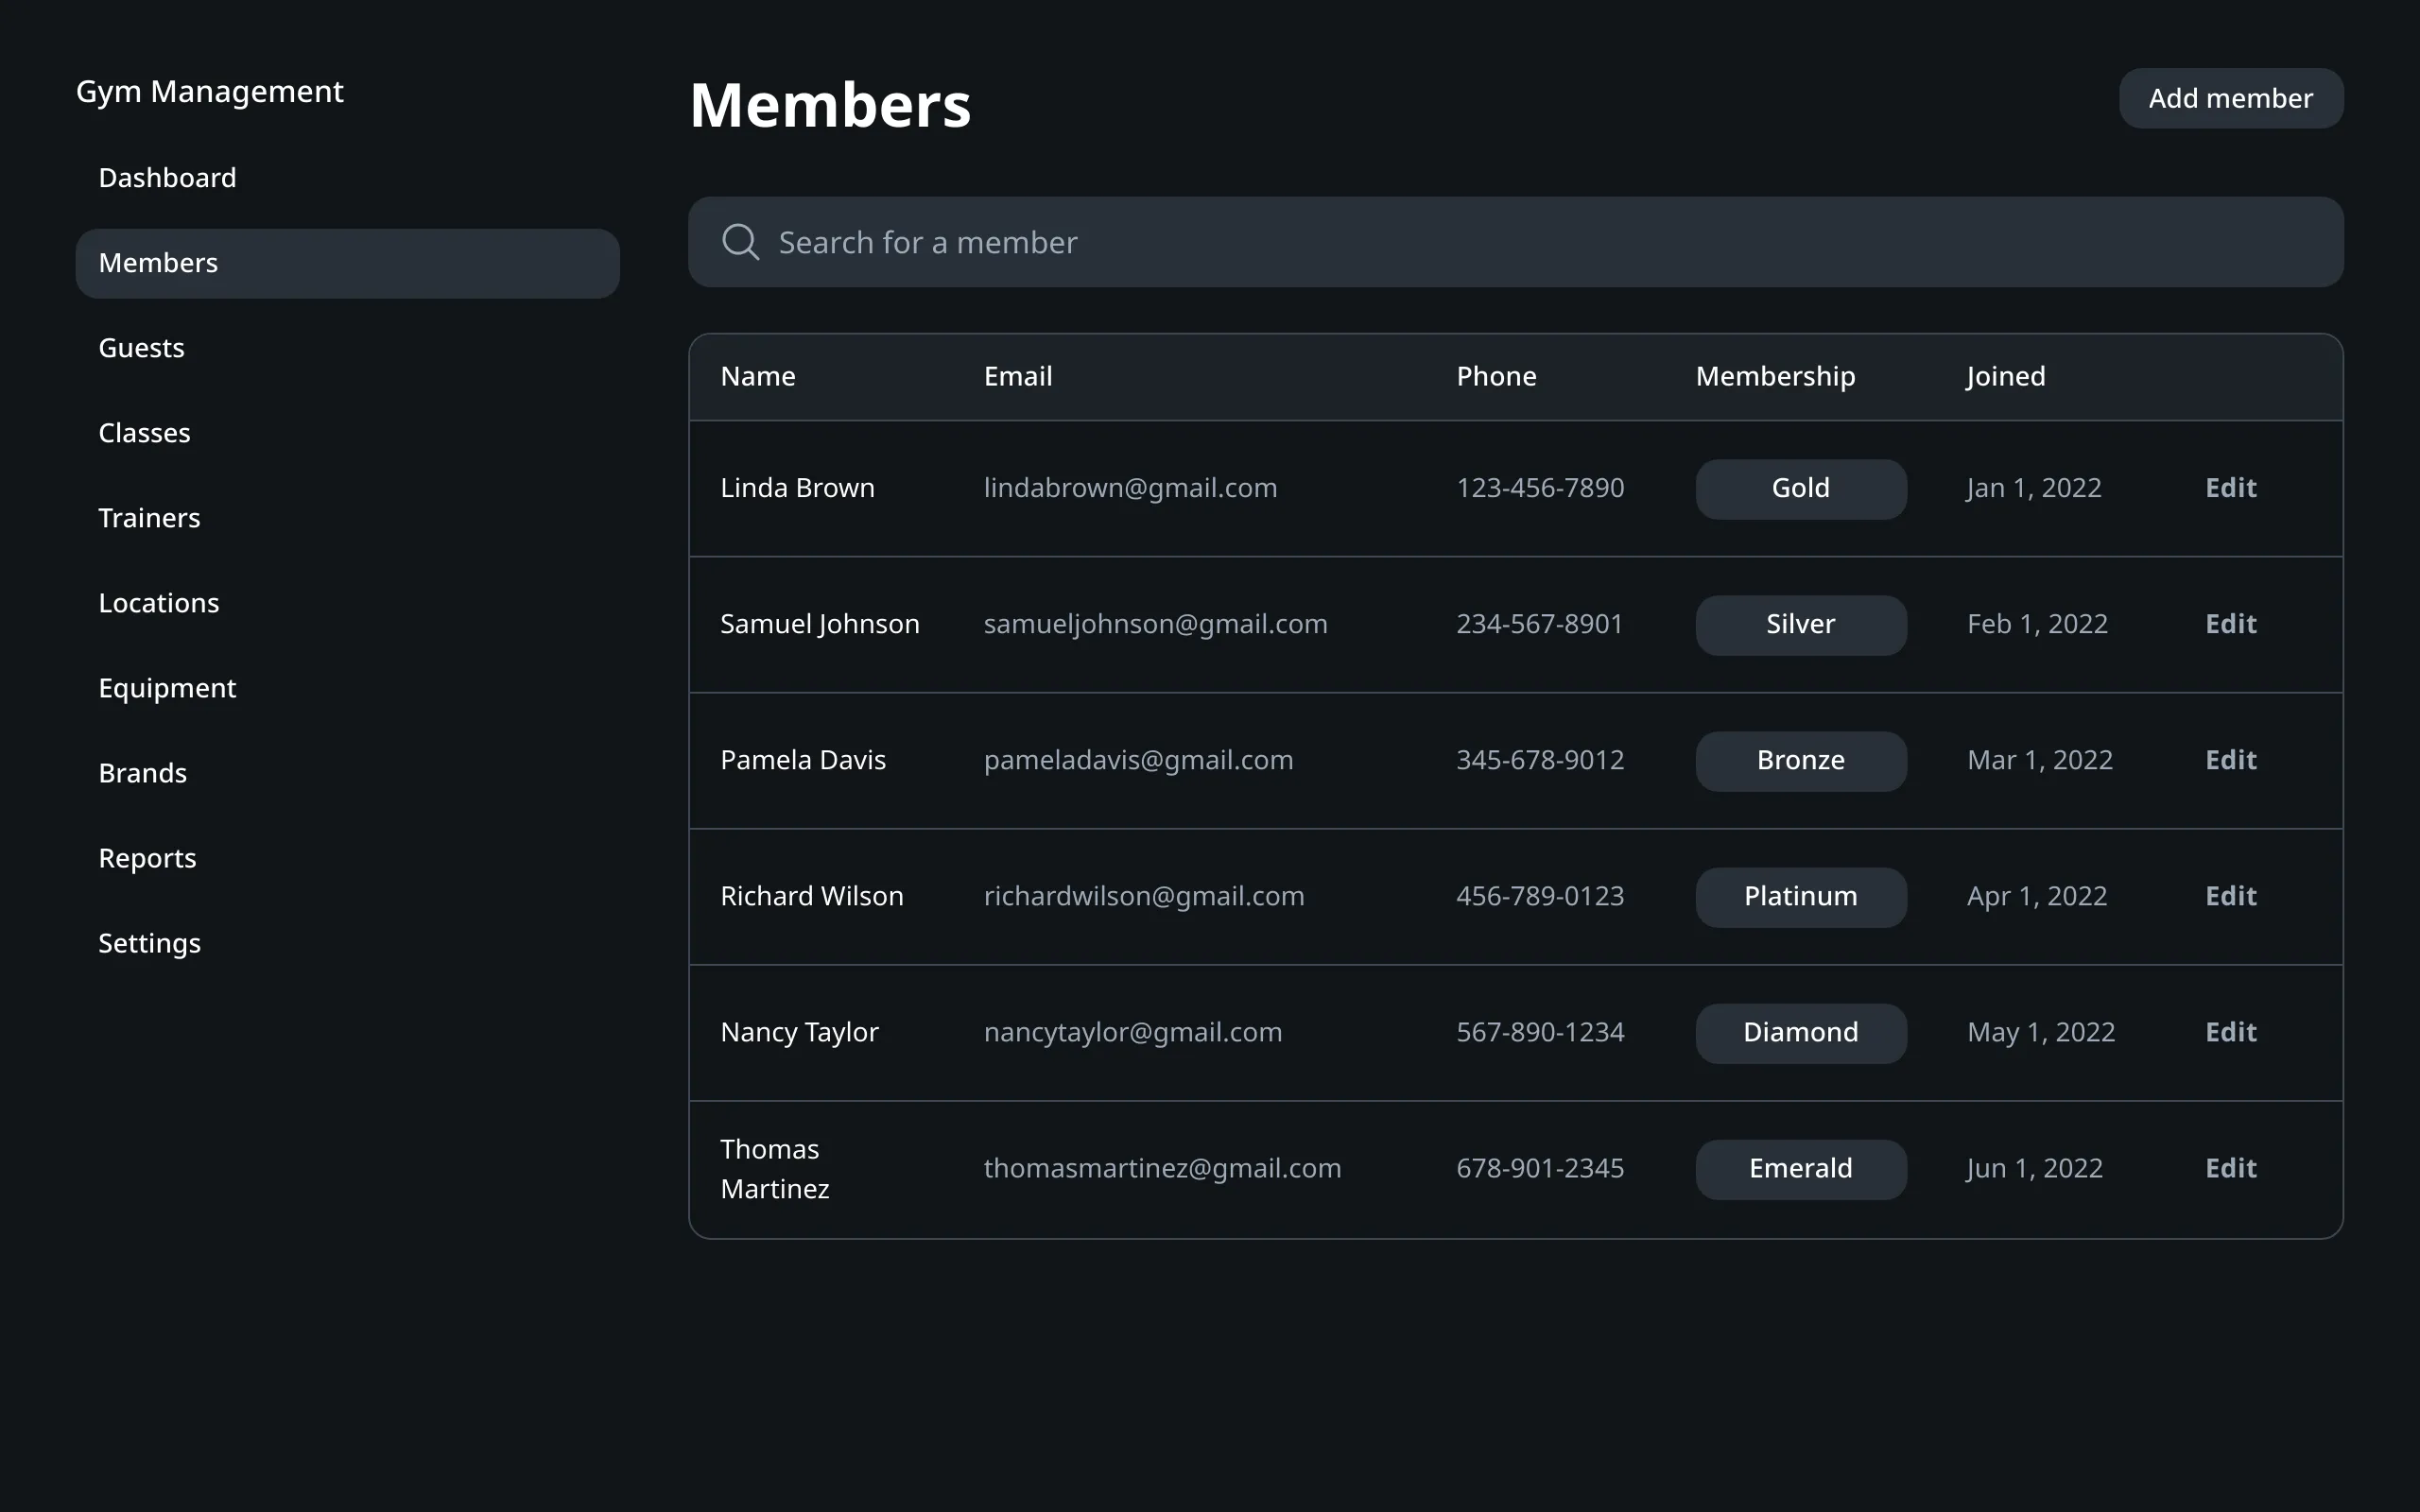 Gym Management
Dashboard
Members
Guests
Classes
Trainers
Locations
Equipment
Brands
Reports
Settings
Members
Add member
Search for a member
Name Email Phone Membership Joined
Linda Brown lindabrown@gmail.com 123-456-7890 Gold Jan 1, 2022 Edit
Samuel Johnson samueljohnson@gmail.com 234-567-8901 Silver Feb 1, 2022 Edit
Pamela Davis pameladavis@gmail.com 345-678-9012 Bronze Mar 1, 2022 Edit
Richard Wilson richardwilson@gmail.com 456-789-0123 Platinum Apr 1, 2022 Edit
Nancy Taylor nancytaylor@gmail.com 567-890-1234 Diamond May 1, 2022 Edit
Thomas
Martinez thomasmartinez@gmail.com 678-901-2345 Emerald Jun 1, 2022 Edit